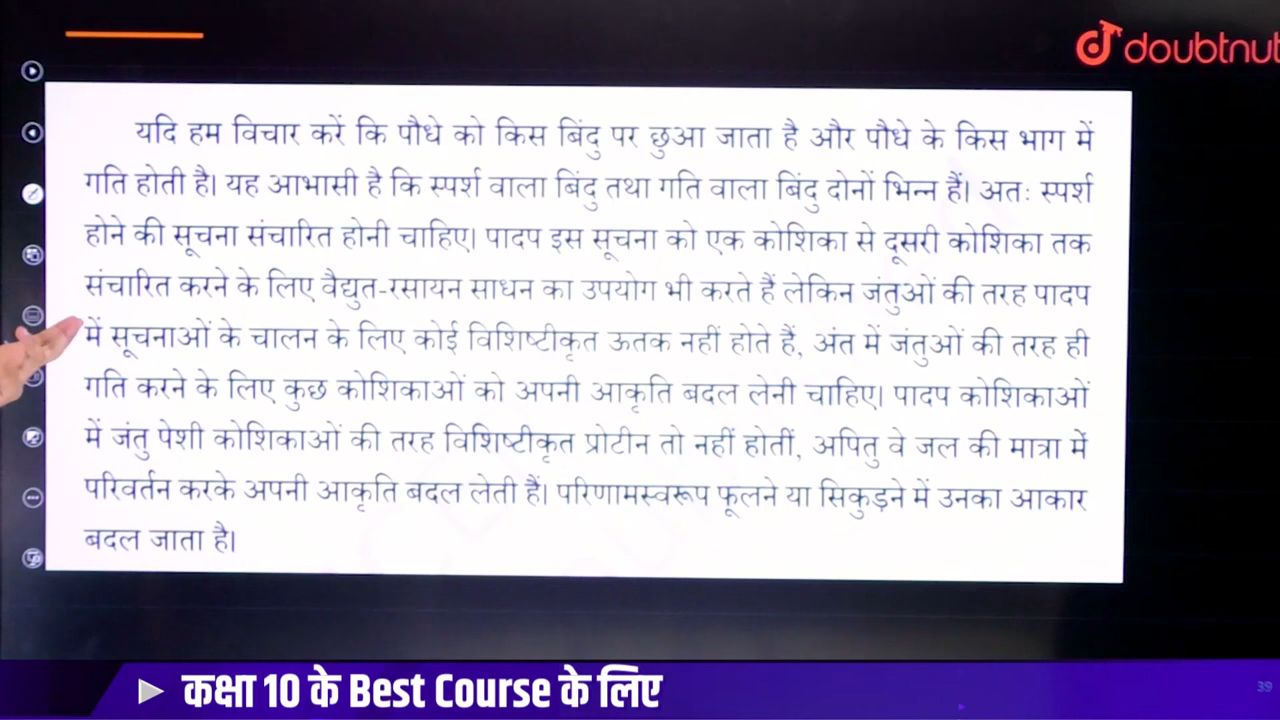 doubtnut
यदि हम विचार करें कि पौधे को किस बिंदु पर छुआ जाता है और पौधे के किस भाग में
गति होती है। यह आभासी है कि स्पर्श वाला बिंदु तथा गति वाला बिंदु दोनों भिन्न हैं। अतः स्पर्श
होने की सूचना संचारित होनी चाहिए। पादप इस सूचना को एक कोशिका से दूसरी कोशिका तक
संचारित करने के लिए वैद्युत-रसायन साधन का उपयोग भी करते हैं लेकिन जंतुओं की तरह पादप
में सूचनाओं के चालन के लिए कोई विशिष्टीकृत ऊतक नहीं होते हैं, अंत में जंतुओं की तरह ही
गति करने के लिए कुछ कोशिकाओं को अपनी आकृति बदल लेनी चाहिए। पादप कोशिकाओं
में जंतु पेशी कोशिकाओं की तरह विशिष्टीकृत प्रोटीन तो नहीं होतीं, अपितु वे जल की मात्रा में
परिवर्तन करके अपनी आकृति बदल लेती हैं। परिणामस्वरूप फूलने या सिकुड़ने में उनका आकार
बदल जाता है।
कक्षा 10 के Best Course के लिए
39